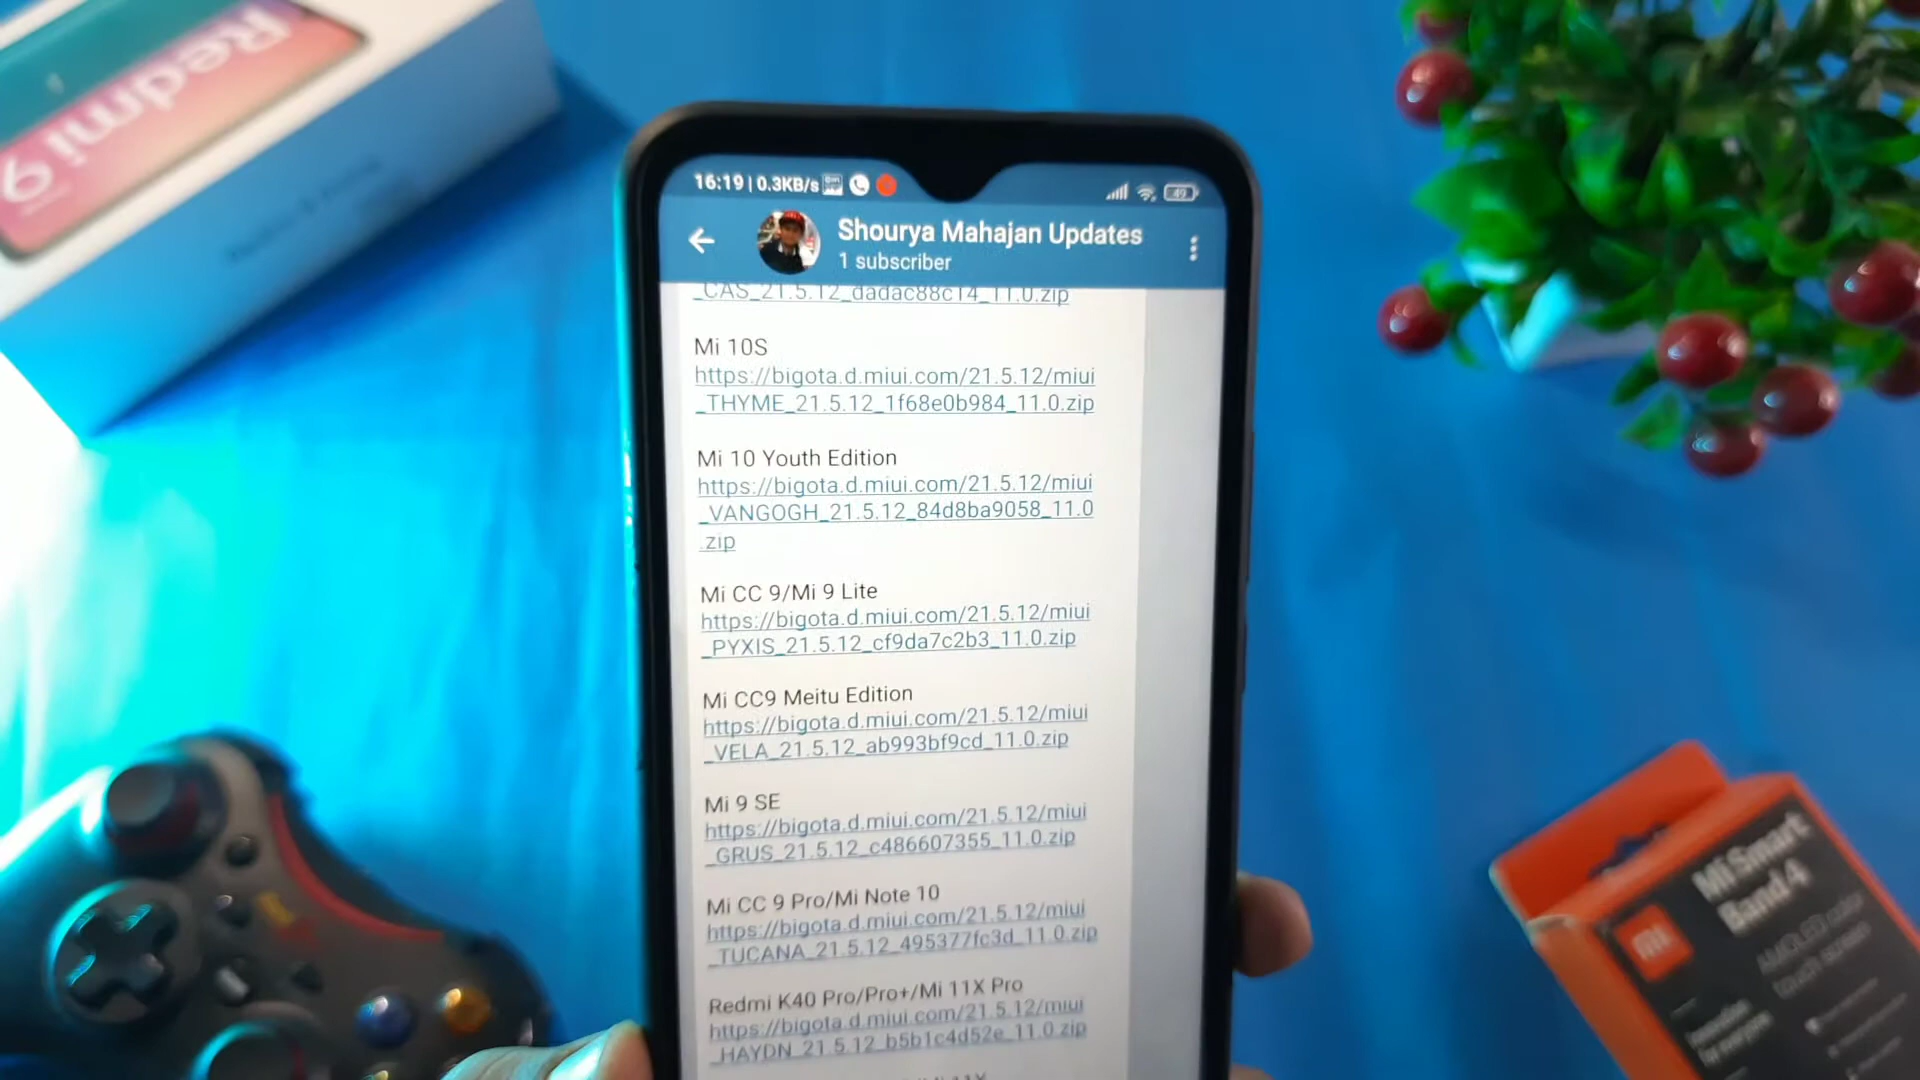 Redmi 9
16:19 | 0.3KB/s
49
Shourya Mahajan Updates
1 subscriber
_CAS_21.5.12_dadac88c14_11.0.zip
Mi 10S
https://bigota.d.miui.com/21.5.12/miui
_THYME_21.5.12_1f68e0b984_11.0.zip
Mi 10 Youth Edition
https://bigota.d.miui.com/21.5.12/miui
_VANGOGH_21.5.12_84d8ba9058_11.0
.zip
Mi CC 9/Mi 9 Lite
https://bigota.d.miui.com/21.5.12/miui
_PYXIS_21.5.12_cf9da7c2b3_11.0.zip
Mi CC9 Meitu Edition
https://bigota.d.miui.com/21.5.12/miui
_VELA_21.5.12_ab993bf9cd_11.0.zip
Mi 9 SE
https://bigota.d.miui.com/21.5.12/miui
_GRUS_21.5.12_c486607355_11.0.zip
Mi CC 9 Pro/Mi Note 10
https://bigota.d.miui.com/21.5.12/miui
_TUCANA_21.5.12_495377fc3d_11.0.zip
Redmi K40 Pro/Pro+/Mi 11X Pro
https://bigota.d.miui.com/21.5.12/miui
_HAYDN_21.5.12_b5b1c4d52e_11.0.zip
Mi Smart
Band 4
AMOLED color
touch screen